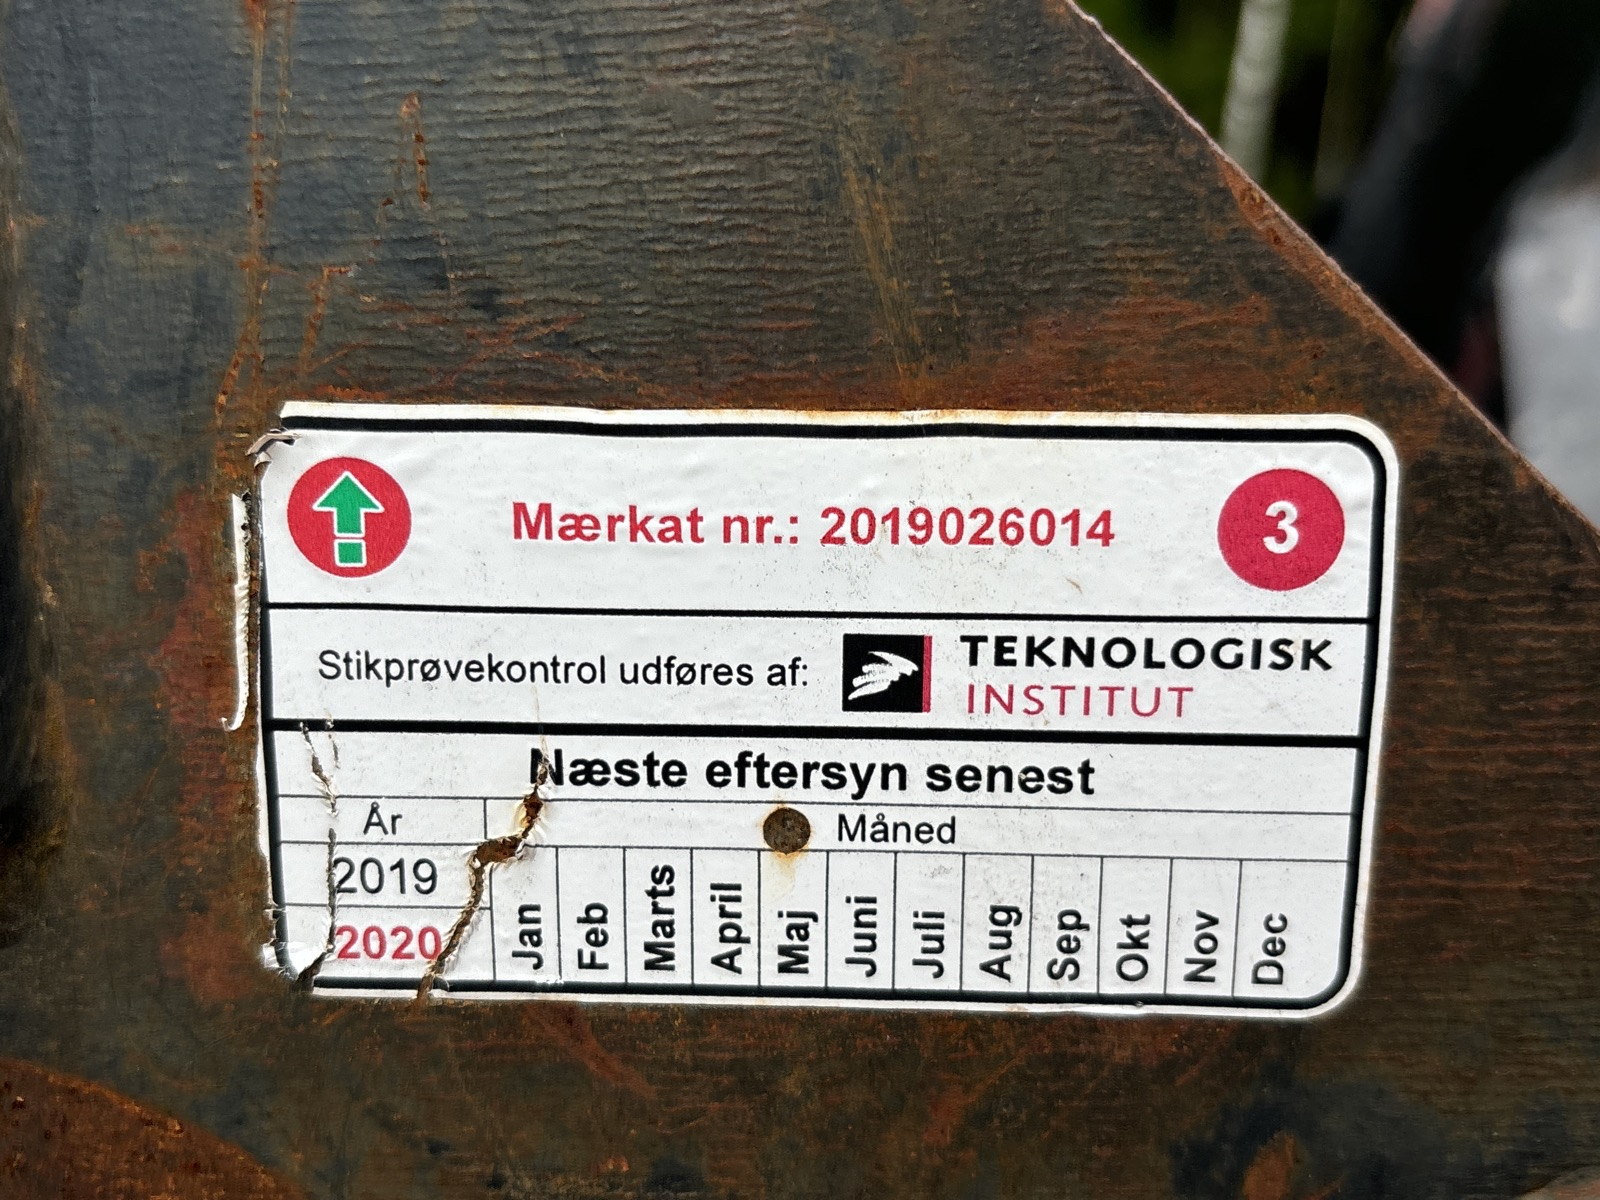 Mærkat nr.: 2019026014
3
Stikprøvekontrol udføres af:
TEKNOLOGISK
INSTITUT
Næste eftersyn senest
År
Måned
2019
2020
Jan
Feb
Marts
April
Maj
Juni
Juli
Aug
Sep
Okt
Nov
Dec